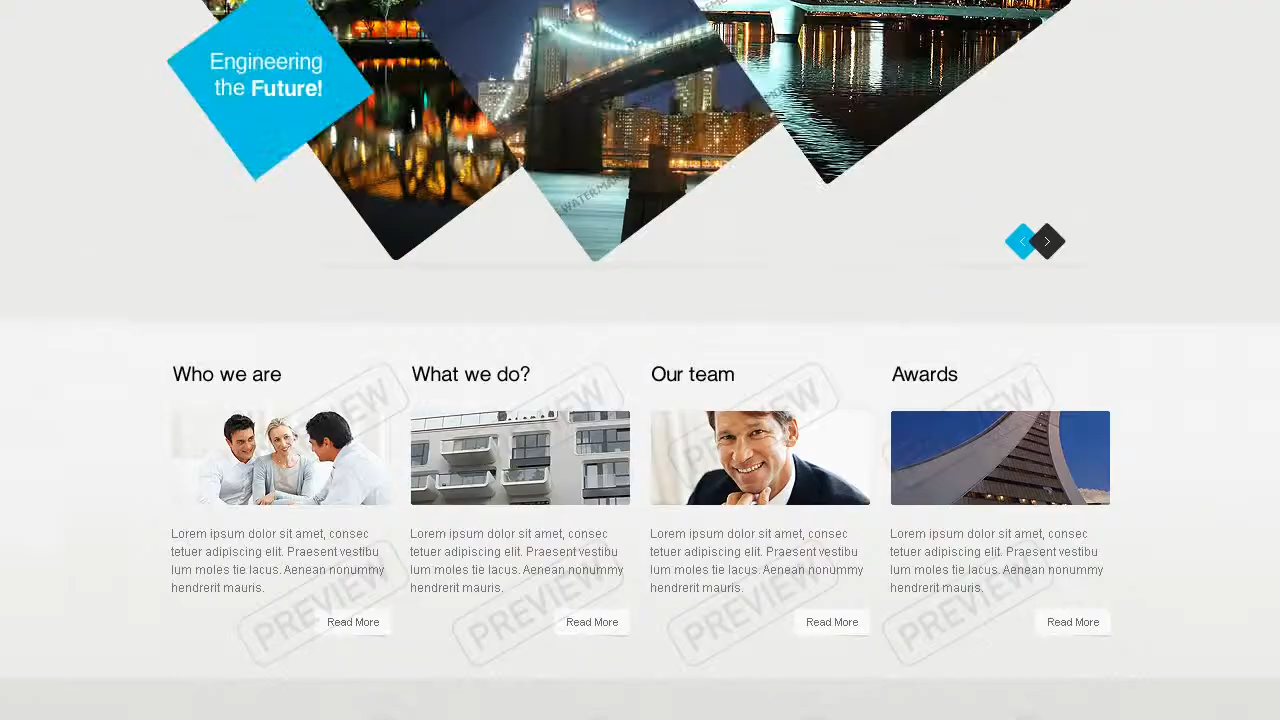 Engineering
the Future!
WATERMARK
Who we are
What we do?
Our team
Awards
Lorem ipsum dolor sit amet, consec
tetuer adipiscing elit. Praesent vestibu
lum moles tie lacus. Aenean nonummy
hendrerit mauris.
Read More
Lorem ipsum dolor sit amet, consec
tetuer adipiscing elit. Praesent vestibu
lum moles tie lacus. Aenean nonummy
hendrerit mauris.
Read More
Lorem ipsum dolor sit amet, consec
tetuer adipiscing elit. Praesent vestibu
lum moles tie lacus. Aenean nonummy
hendrerit mauris.
Read More
Lorem ipsum dolor sit amet, consec
tetuer adipiscing elit. Praesent vestibu
lum moles tie lacus. Aenean nonummy
hendrerit mauris.
Read More
PREVIEW
PREVIEW
PREVIEW
PREVIEW
PREVIEW
PREVIEW
PREVIEW
PREVIEW